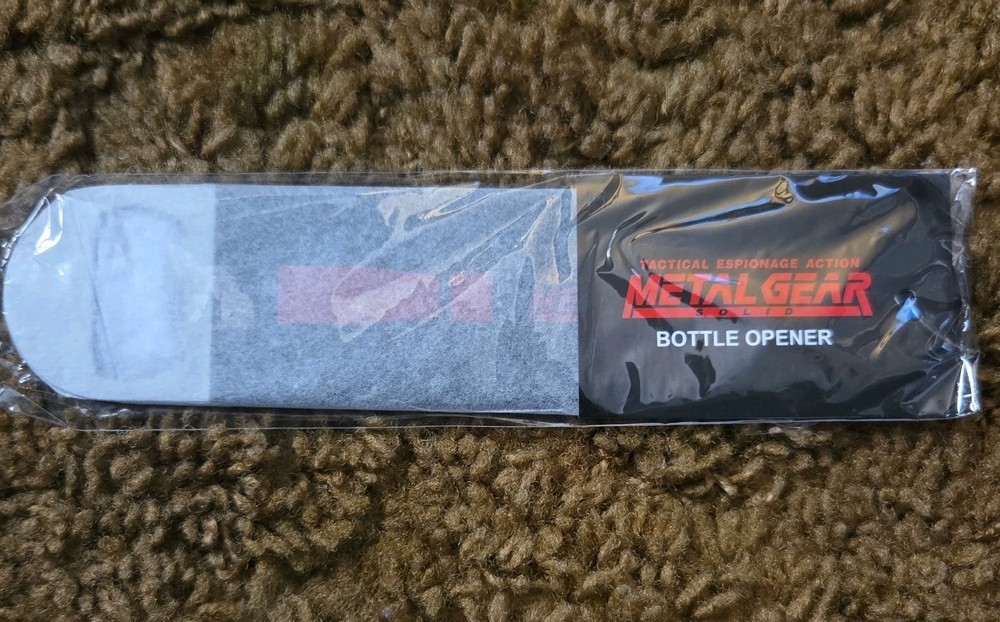 TACTICAL ESPIONAGE ACTION
METAL GEAR
SOLID
BOTTLE OPENER